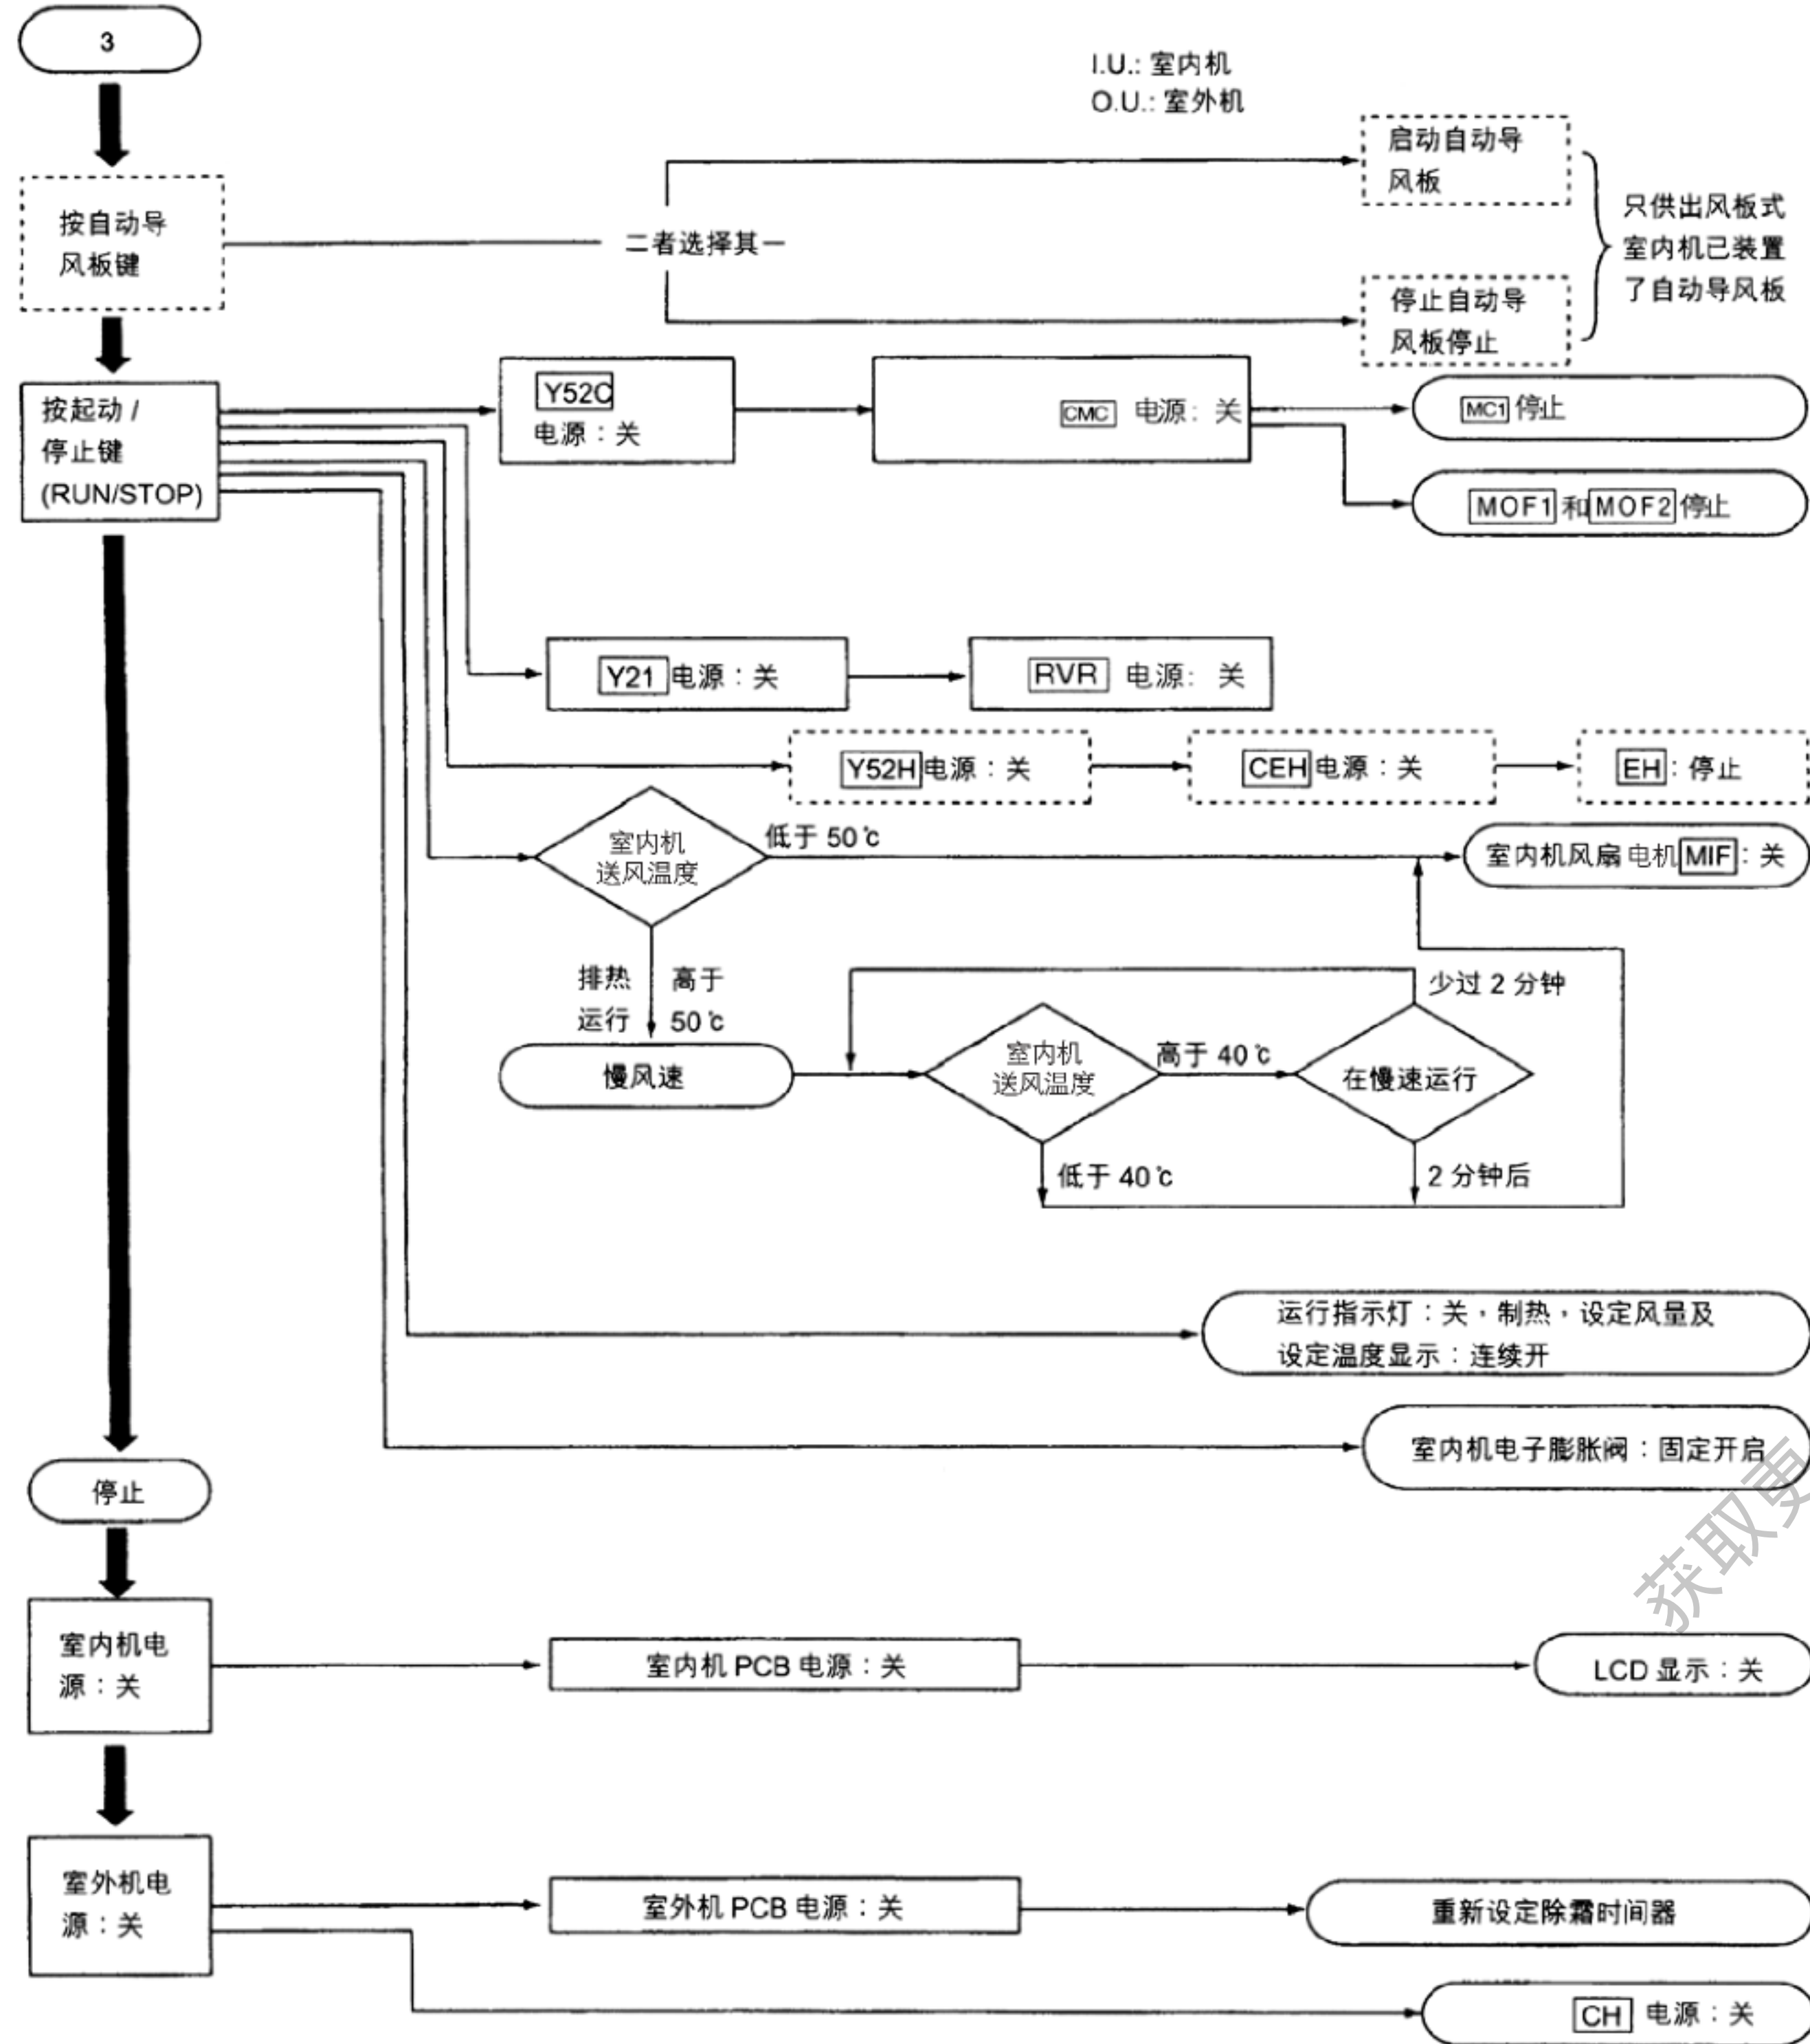 3
I.U.: 室内机
O.U.: 室外机
按自动导
风板键
二者选择其一
启动自动导
风板
停止自动导
风板停止
只供出风板式
室内机已装置
了自动导风板
按起动 /
停止键
(RUN/STOP)
Y52C
电源：关
CMC 电源: 关
MC1 停止
MOF1 和 MOF2 停止
Y21 电源：关
RVR 电源: 关
Y52H 电源：关
CEH 电源：关
EH : 停止
室内机
送风温度
低于 50℃
室内机风扇电机 MIF : 关
排热
运行
高于
50℃
慢风速
室内机
送风温度
高于 40℃
在慢速运行
少过 2 分钟
低于 40℃
2 分钟后
运行指示灯：关，制热，设定风量及
设定温度显示：连续开
室内机电子膨胀阀：固定开启
停止
获取更
室内机电
源：关
室内机 PCB 电源：关
LCD 显示：关
室外机电
源：关
室外机 PCB 电源：关
重新设定除霜时间器
CH 电源：关